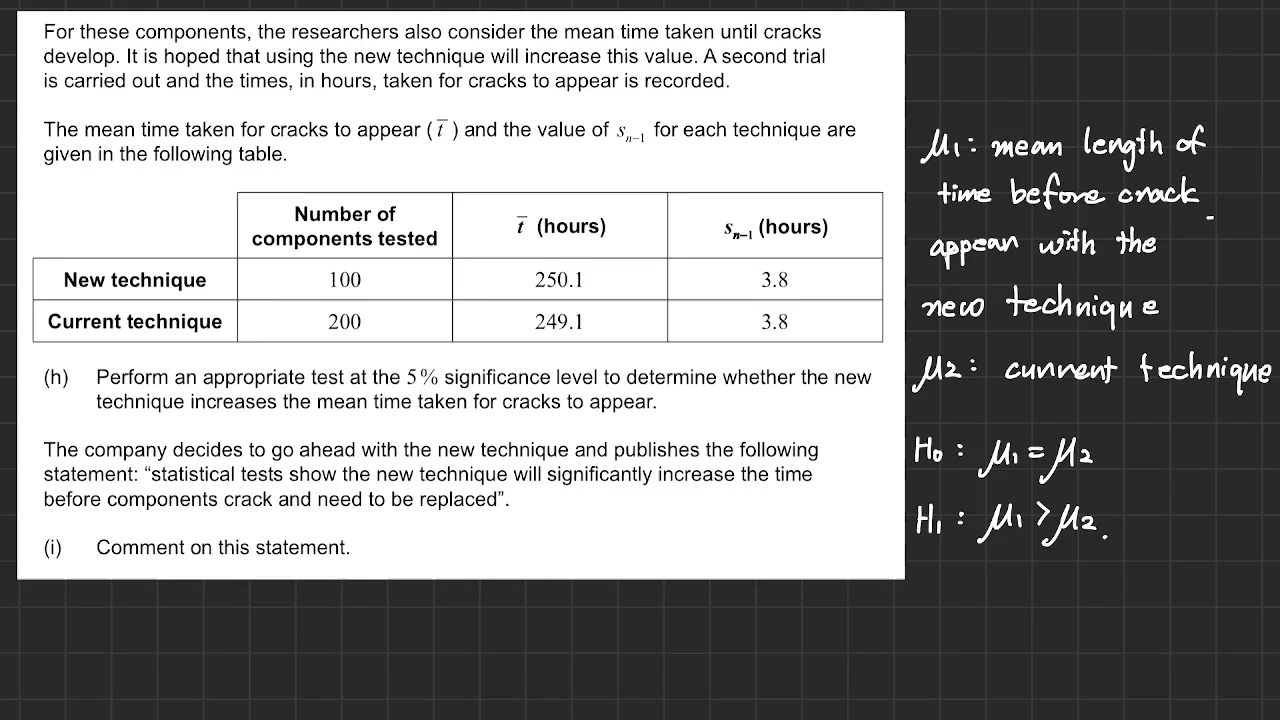 For these components, the researchers also consider the mean time taken until cracks
develop. It is hoped that using the new technique will increase this value. A second trial
is carried out and the times, in hours, taken for cracks to appear is recorded.
The mean time taken for cracks to appear ( t̅ ) and the value of sₙ₋₁ for each technique are
given in the following table.
Number of
components tested
t̅ (hours)
sₙ₋₁ (hours)
New technique 100 250.1 3.8
Current technique 200 249.1 3.8
(h) Perform an appropriate test at the 5% significance level to determine whether the new
technique increases the mean time taken for cracks to appear.
The company decides to go ahead with the new technique and publishes the following
statement: “statistical tests show the new technique will significantly increase the time
before components crack and need to be replaced”.
(i) Comment on this statement.
μ₁ : mean length of
time before crack
appear with the
new technique
μ₂ : current technique
H₀ : μ₁ = μ₂
H₁ : μ₁ > μ₂.